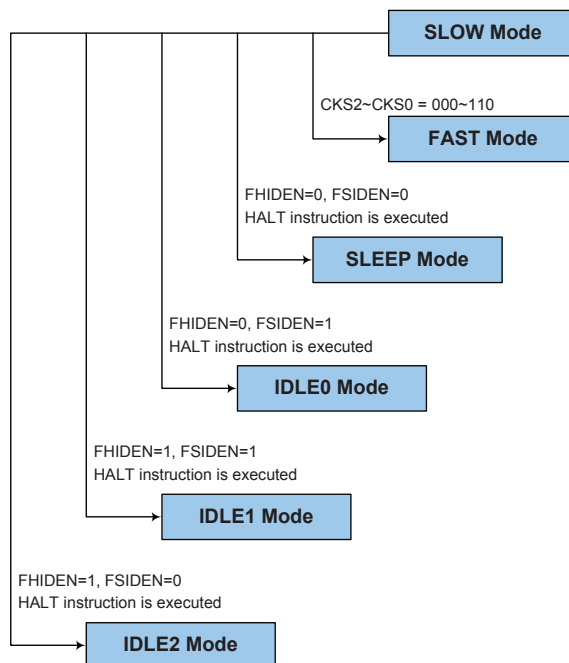 SLOW Mode
CKS2~CKS0 = 000~110
FAST Mode
FHIDEN=0, FSIDEN=0
HALT instruction is executed
SLEEP Mode
FHIDEN=0, FSIDEN=1
HALT instruction is executed
IDLE0 Mode
FHIDEN=1, FSIDEN=1
HALT instruction is executed
IDLE1 Mode
FHIDEN=1, FSIDEN=0
HALT instruction is executed
IDLE2 Mode